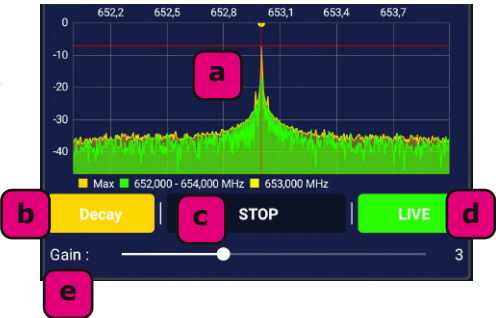 652,2 652,5 652,8 653,1 653,4 653,7
0
-10
a
-20
-30
-40
Max 652,000 - 654,000 MHz 653,000 MHz
b Decay | c STOP | LIVE d
Gain : 3
e